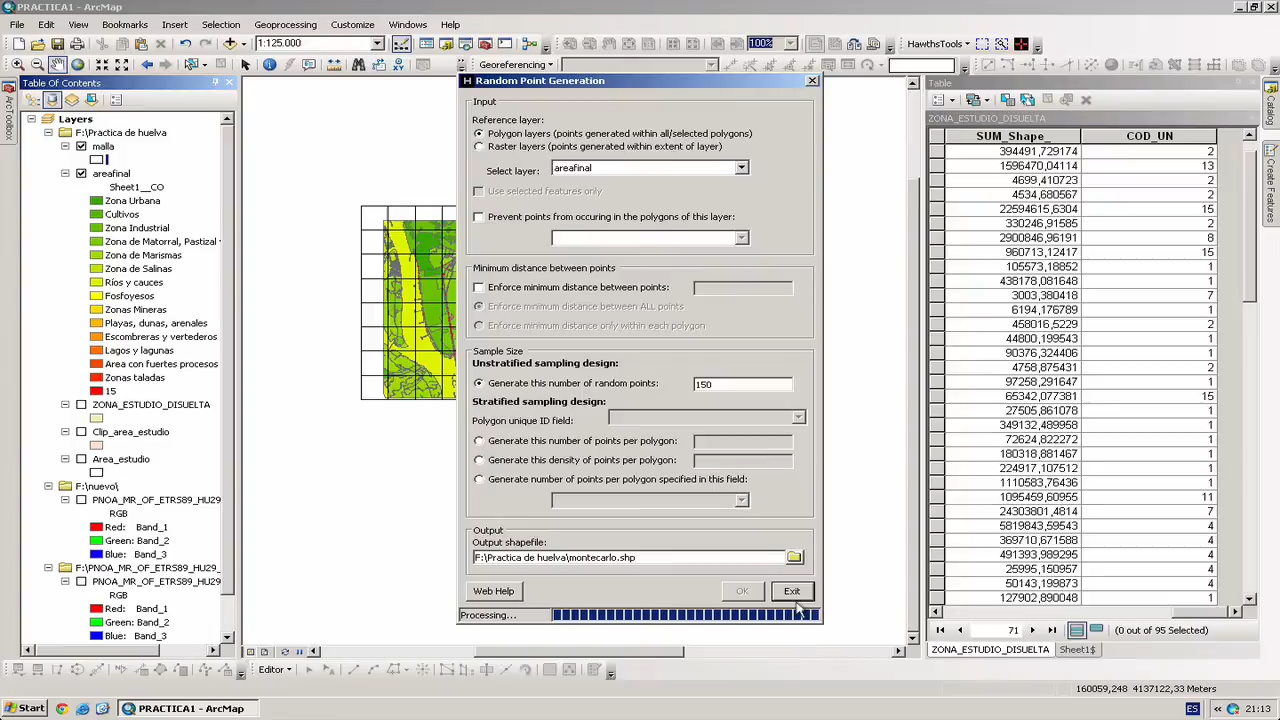 PRACTICA1 - ArcMap
File Edit View Bookmarks Insert Selection Geoprocessing Customize Windows Help
1:125.000
100%
HawthsTools
Georeferencing
Table Of Contents
ArcToolbox
Layers
F:\Practica de huelva
malla
areafinal
Sheet1__CO
Zona Urbana
Cultivos
Zona Industrial
Zona de Matorral, Pastizal
Zona de Marismas
Zona de Salinas
Ríos y cauces
Fosfoyesos
Zonas Mineras
Playas, dunas, arenales
Escombreras y vertederos
Lagos y lagunas
Area con fuertes procesos
Zonas taladas
15
ZONA_ESTUDIO_DISUELTA
Clip_area_estudio
Area_estudio
F:\nuevo\
PNOA_MR_OF_ETRS89_HU29
RGB
Red: Band_1
Green: Band_2
Blue: Band_3
F:\PNOA_MR_OF_ETRS89_HU29
PNOA_MR_OF_ETRS89_HU29
RGB
Red: Band_1
Green: Band_2
Blue: Band_3
Random Point Generation
Input
Reference layer:
Polygon layers (points generated within all/selected polygons)
Raster layers (points generated within extent of layer)
Select layer: areafinal
Use selected features only
Prevent points from occuring in the polygons of this layer:
Minimum distance between points
Enforce minimum distance between points:
Enforce minimum distance between ALL points
Enforce minimum distance only within each polygon
Sample Size
Unstratified sampling design:
Generate this number of random points: 150
Stratified sampling design:
Polygon unique ID field:
Generate this number of points per polygon:
Generate this density of points per polygon:
Generate number of points per polygon specified in this field:
Output
Output shapefile:
F:\Practica de huelva\montecarlo.shp
Web Help OK Exit
Processing...
Table
ZONA_ESTUDIO_DISUELTA
SUM_Shape_ COD_UN
394491,729174 2
1596470,04114 13
4699,410723 2
4534,680567 2
22594615,6304 15
330246,91585 2
2900846,96191 8
960713,12417 15
105573,18852 1
438178,081648 1
3003,380418 7
6194,176789 1
458016,5229 2
44800,199543 1
90376,324406 1
4758,875431 2
97258,291647 1
65342,077381 15
27505,861078 1
349132,489958 1
72624,822272 1
180318,881467 1
224917,107512 1
1110583,76436 1
1095459,60955 11
24303801,4814 7
5819843,59543 4
369710,671588 4
491393,989295 4
25995,150957 4
50143,199873 4
127902,890048 1
71
(0 out of 95 Selected)
ZONA_ESTUDIO_DISUELTA Sheet1$
Catalog
Create Features
Editor
160059,248 4137122,33 Meters
Start
PRACTICA1 - ArcMap
ES
21:13